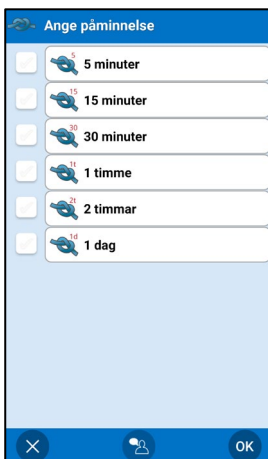 Ange påminnelse
5
5 minuter
15
15 minuter
30
30 minuter
1t
1 timme
2t
2 timmar
1d
1 dag
OK